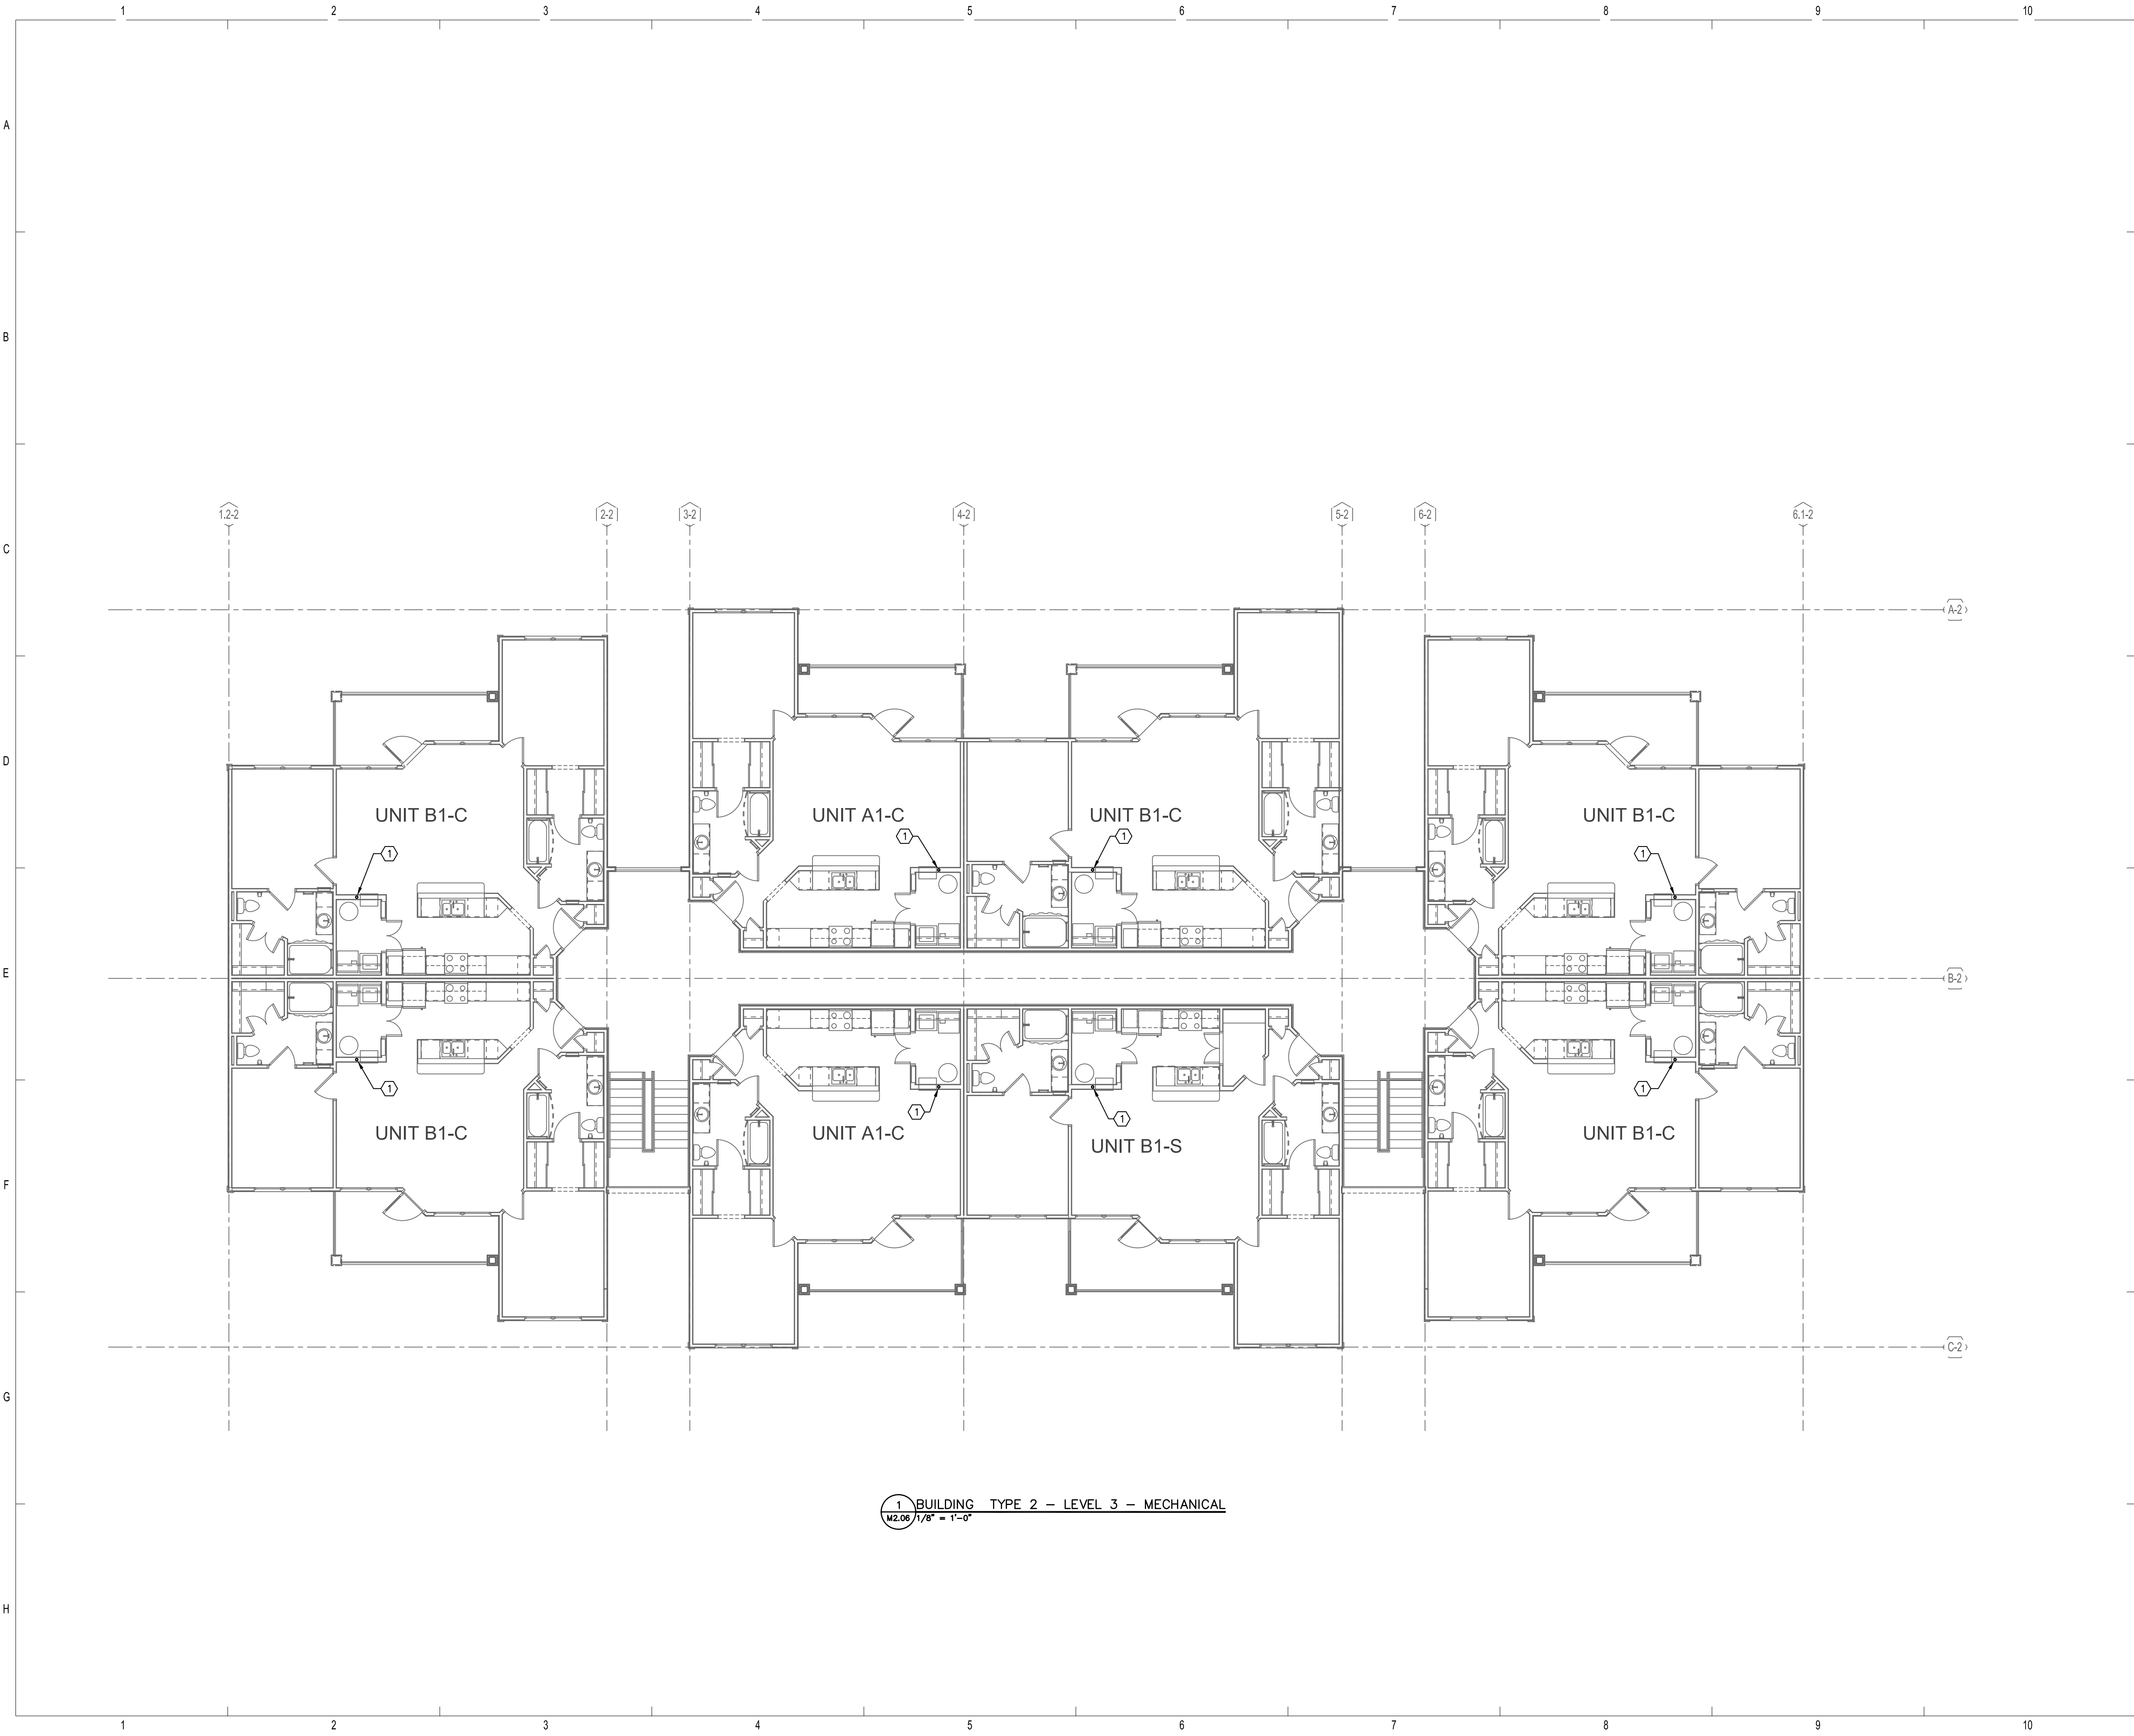 1 2 3 4 5 6 7 8 9 10
A
B
C
D
E
F
G
H
1.2-2 2-2 3-2 4-2 5-2 6-2 6.1-2
A-2
UNIT B1-C UNIT A1-C UNIT B1-C UNIT B1-C
1 1 1 1
B-2
1 1 1 1
UNIT B1-C UNIT A1-C UNIT B1-S UNIT B1-C
C-2
1 BUILDING TYPE 2 – LEVEL 3 – MECHANICAL
M2.06 1/8" = 1'-0"
1 2 3 4 5 6 7 8 9 10